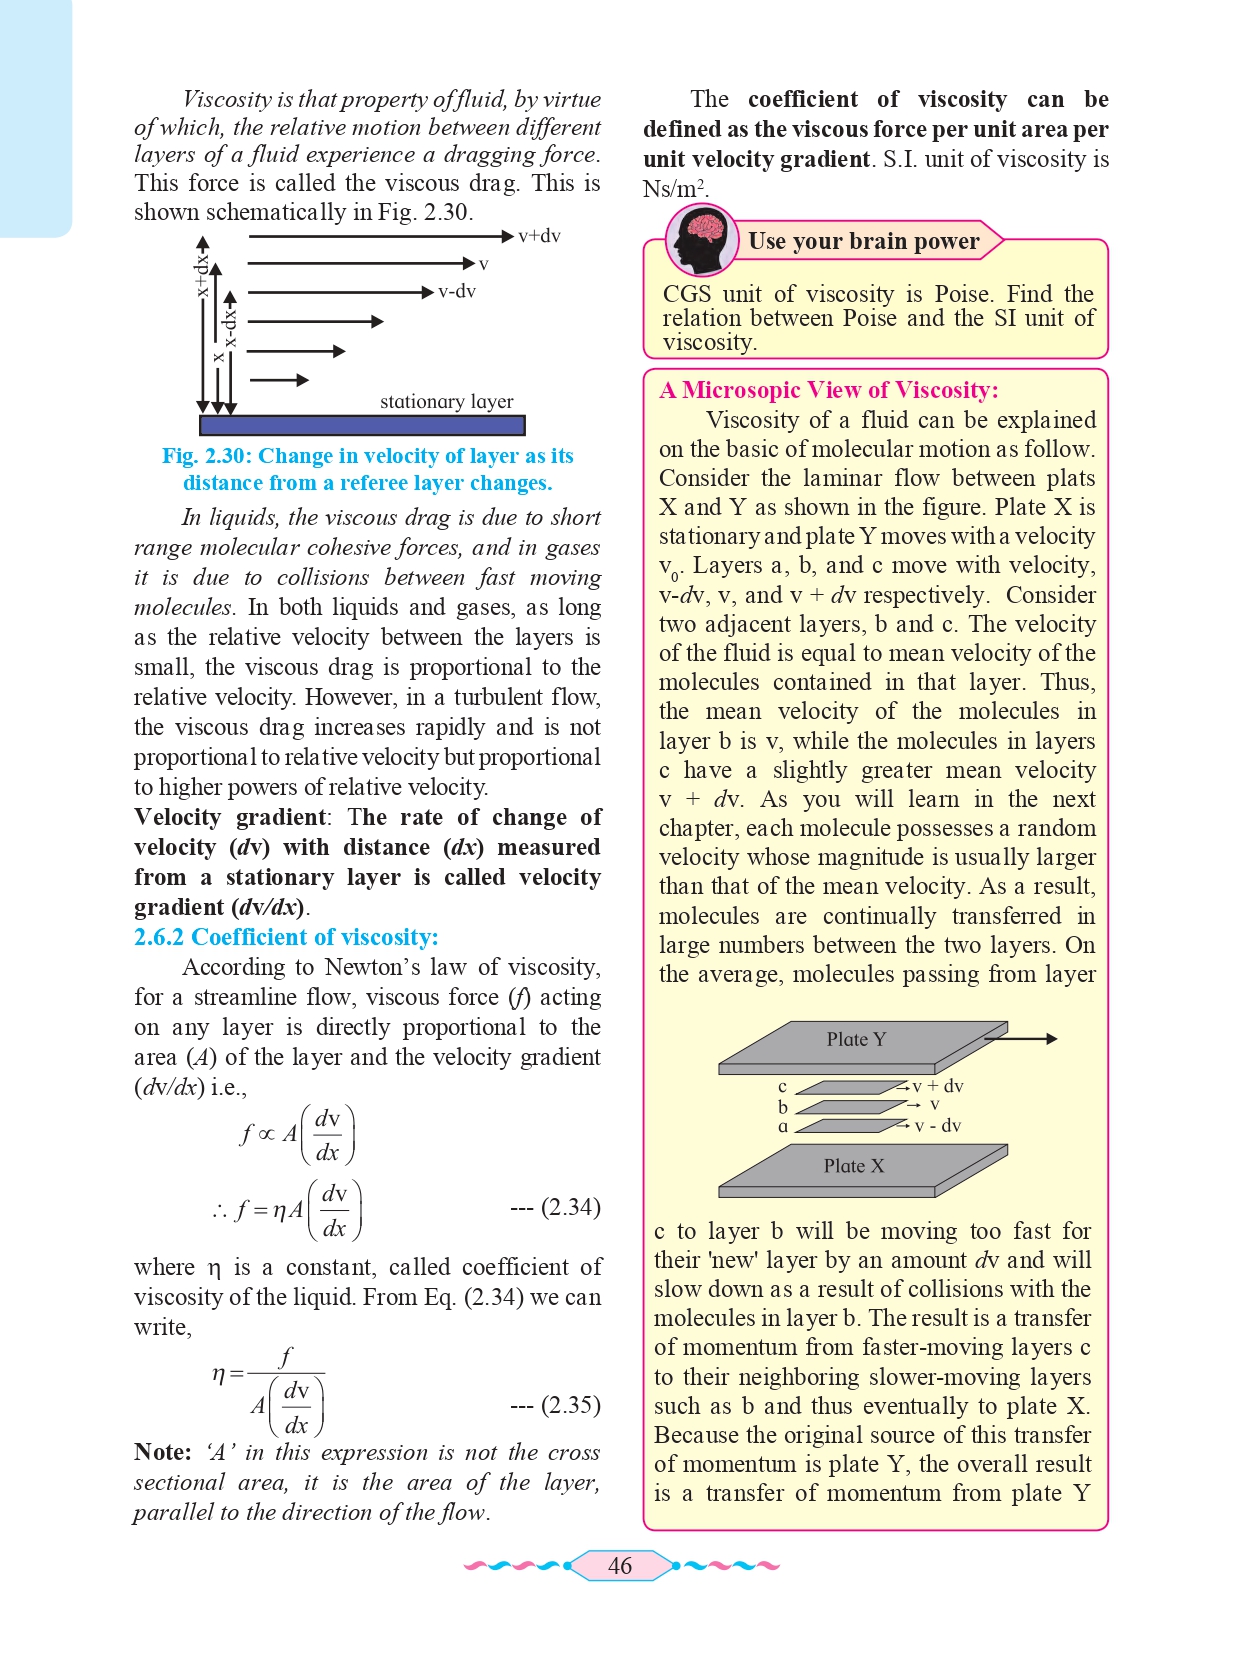 Viscosity is that property of fluid, by virtue
of which, the relative motion between different
layers of a fluid experience a dragging force.
This force is called the viscous drag. This is
shown schematically in Fig. 2.30.
v+dv
v
v-dv
x+dx
x
x-dx
stationary layer
Fig. 2.30: Change in velocity of layer as its
distance from a referee layer changes.
In liquids, the viscous drag is due to short
range molecular cohesive forces, and in gases
it is due to collisions between fast moving
molecules. In both liquids and gases, as long
as the relative velocity between the layers is
small, the viscous drag is proportional to the
relative velocity. However, in a turbulent flow,
the viscous drag increases rapidly and is not
proportional to relative velocity but proportional
to higher powers of relative velocity.
Velocity gradient: The rate of change of
velocity (dv) with distance (dx) measured
from a stationary layer is called velocity
gradient (dv/dx).
2.6.2 Coefficient of viscosity:
According to Newton’s law of viscosity,
for a streamline flow, viscous force (f) acting
on any layer is directly proportional to the
area (A) of the layer and the velocity gradient
(dv/dx) i.e.,
f ∝ A(dv/dx)
∴ f = ηA(dv/dx) --- (2.34)
where η is a constant, called coefficient of
viscosity of the liquid. From Eq. (2.34) we can
write,
η = f/A(dv/dx) --- (2.35)
Note: ‘A’ in this expression is not the cross
sectional area, it is the area of the layer,
parallel to the direction of the flow.
The coefficient of viscosity can be
defined as the viscous force per unit area per
unit velocity gradient. S.I. unit of viscosity is
Ns/m².
Use your brain power
CGS unit of viscosity is Poise. Find the
relation between Poise and the SI unit of
viscosity.
A Microsopic View of Viscosity:
Viscosity of a fluid can be explained
on the basic of molecular motion as follow.
Consider the laminar flow between plats
X and Y as shown in the figure. Plate X is
stationary and plate Y moves with a velocity
v₀. Layers a, b, and c move with velocity,
v-dv, v, and v + dv respectively. Consider
two adjacent layers, b and c. The velocity
of the fluid is equal to mean velocity of the
molecules contained in that layer. Thus,
the mean velocity of the molecules in
layer b is v, while the molecules in layers
c have a slightly greater mean velocity
v + dv. As you will learn in the next
chapter, each molecule possesses a random
velocity whose magnitude is usually larger
than that of the mean velocity. As a result,
molecules are continually transferred in
large numbers between the two layers. On
the average, molecules passing from layer
Plate Y
c v + dv
b v
a v - dv
Plate X
c to layer b will be moving too fast for
their 'new' layer by an amount dv and will
slow down as a result of collisions with the
molecules in layer b. The result is a transfer
of momentum from faster-moving layers c
to their neighboring slower-moving layers
such as b and thus eventually to plate X.
Because the original source of this transfer
of momentum is plate Y, the overall result
is a transfer of momentum from plate Y
46